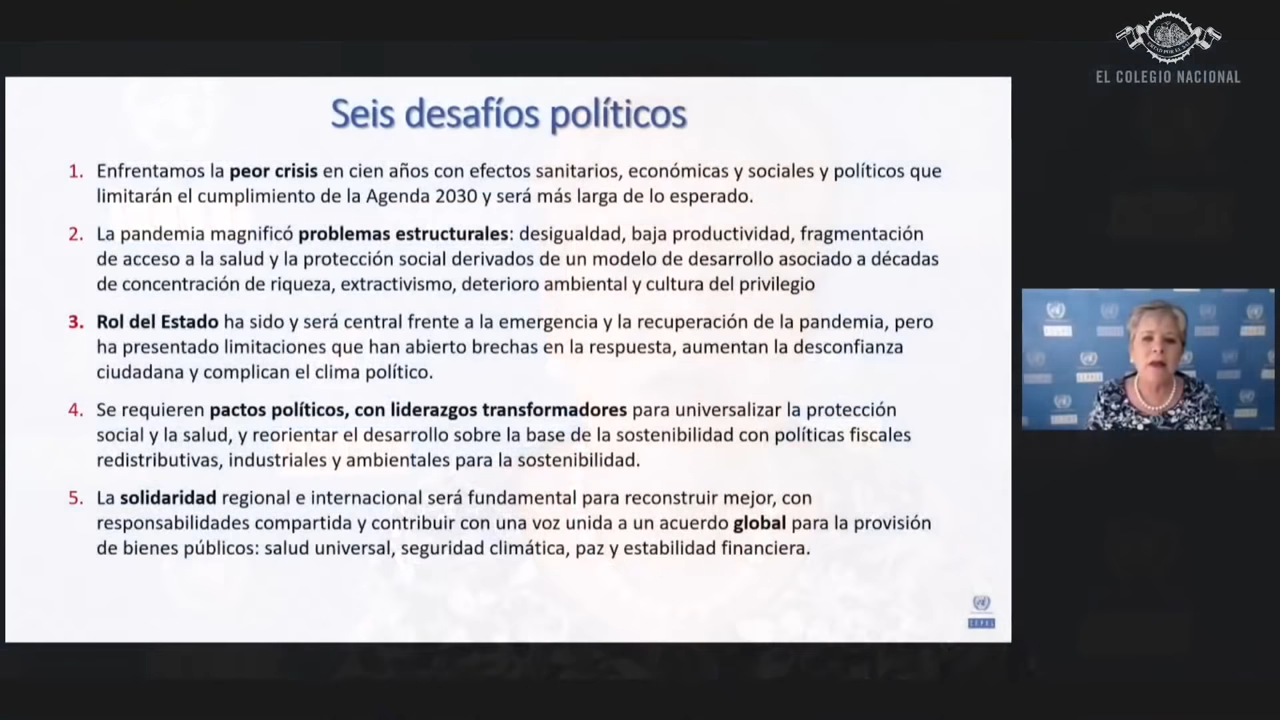 EL COLEGIO NACIONAL
Seis desafíos políticos
1. Enfrentamos la peor crisis en cien años con efectos sanitarios, económicas y sociales y políticos que
limitarán el cumplimiento de la Agenda 2030 y será más larga de lo esperado.
2. La pandemia magnificó problemas estructurales: desigualdad, baja productividad, fragmentación
de acceso a la salud y la protección social derivados de un modelo de desarrollo asociado a décadas
de concentración de riqueza, extractivismo, deterioro ambiental y cultura del privilegio
3. Rol del Estado ha sido y será central frente a la emergencia y la recuperación de la pandemia, pero
ha presentado limitaciones que han abierto brechas en la respuesta, aumentan la desconfianza
ciudadana y complican el clima político.
4. Se requieren pactos políticos, con liderazgos transformadores para universalizar la protección
social y la salud, y reorientar el desarrollo sobre la base de la sostenibilidad con políticas fiscales
redistributivas, industriales y ambientales para la sostenibilidad.
5. La solidaridad regional e internacional será fundamental para reconstruir mejor, con
responsabilidades compartida y contribuir con una voz unida a un acuerdo global para la provisión
de bienes públicos: salud universal, seguridad climática, paz y estabilidad financiera.
CEPAL